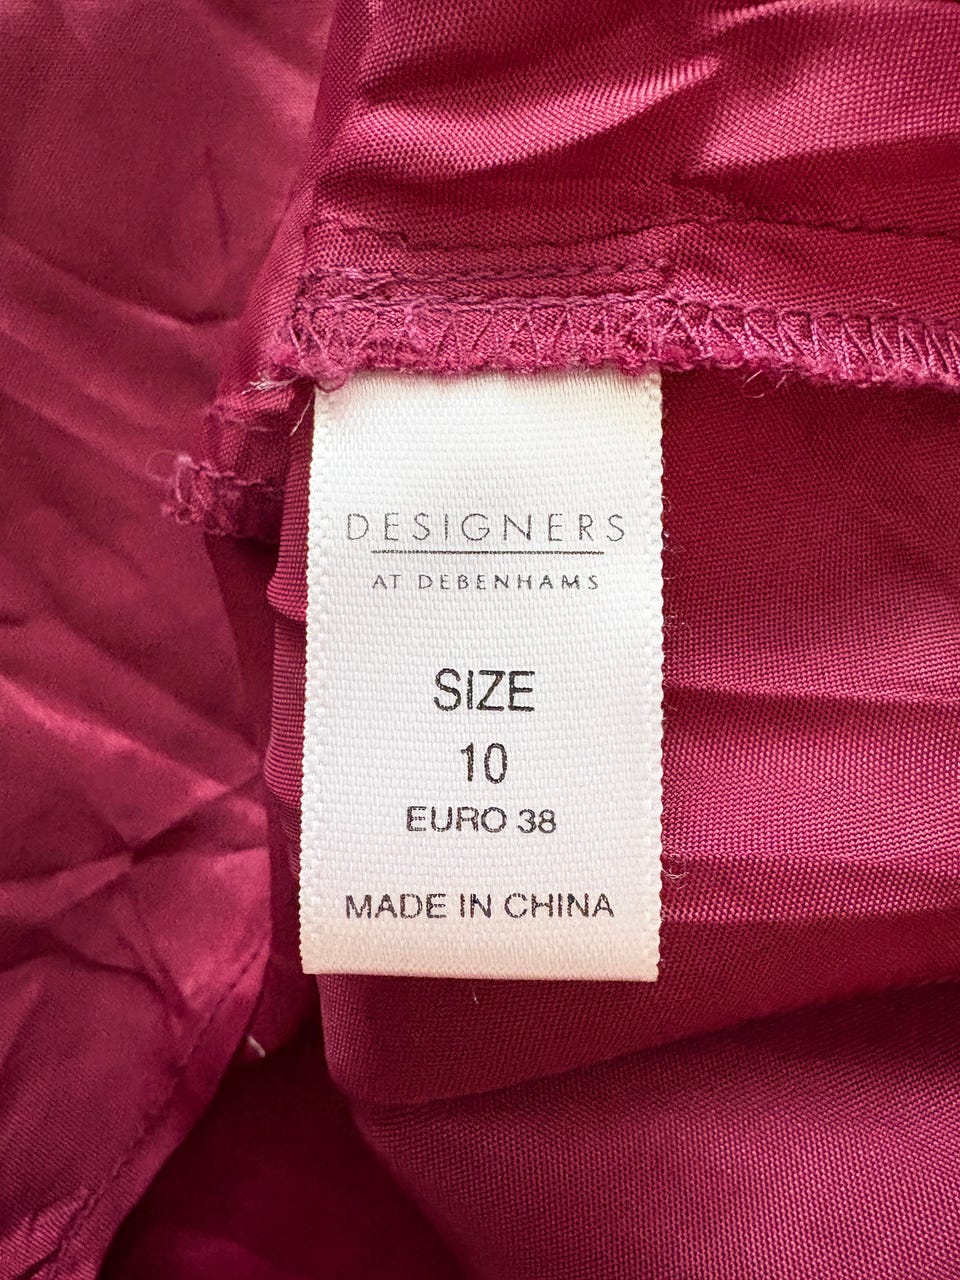 DESIGNERS
AT DEBENHAMS
SIZE
10
EURO 38
MADE IN CHINA